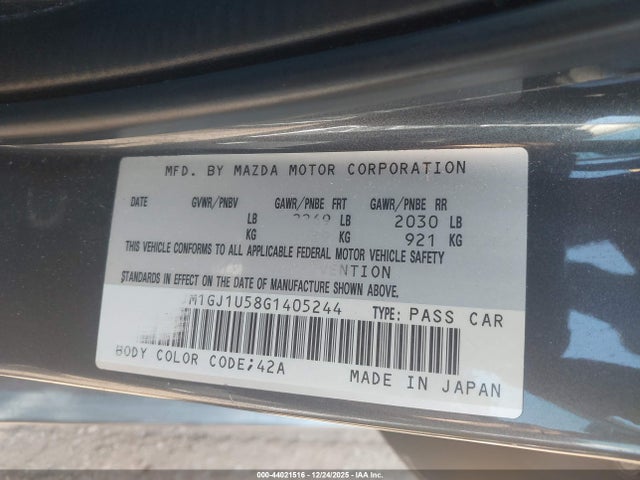 MFD. BY MAZDA MOTOR CORPORATION
DATE GVWR/PNBV GAWR/PNBE FRT GAWR/PNBE RR
LB LB 2030 LB
KG KG 921 KG
THIS VEHICLE CONFORMS TO ALL APPLICABLE FEDERAL MOTOR VEHICLE SAFETY
VENTION
STANDARDS IN EFFECT ON THE DATE OF MANUFACTURE SHOWN ABOVE.
M1GJ1U58G1405244 TYPE: PASS CAR
BODY COLOR CODE;42A
MADE IN JAPAN
000-44021516 - 12/24/2025 - IAA Inc.